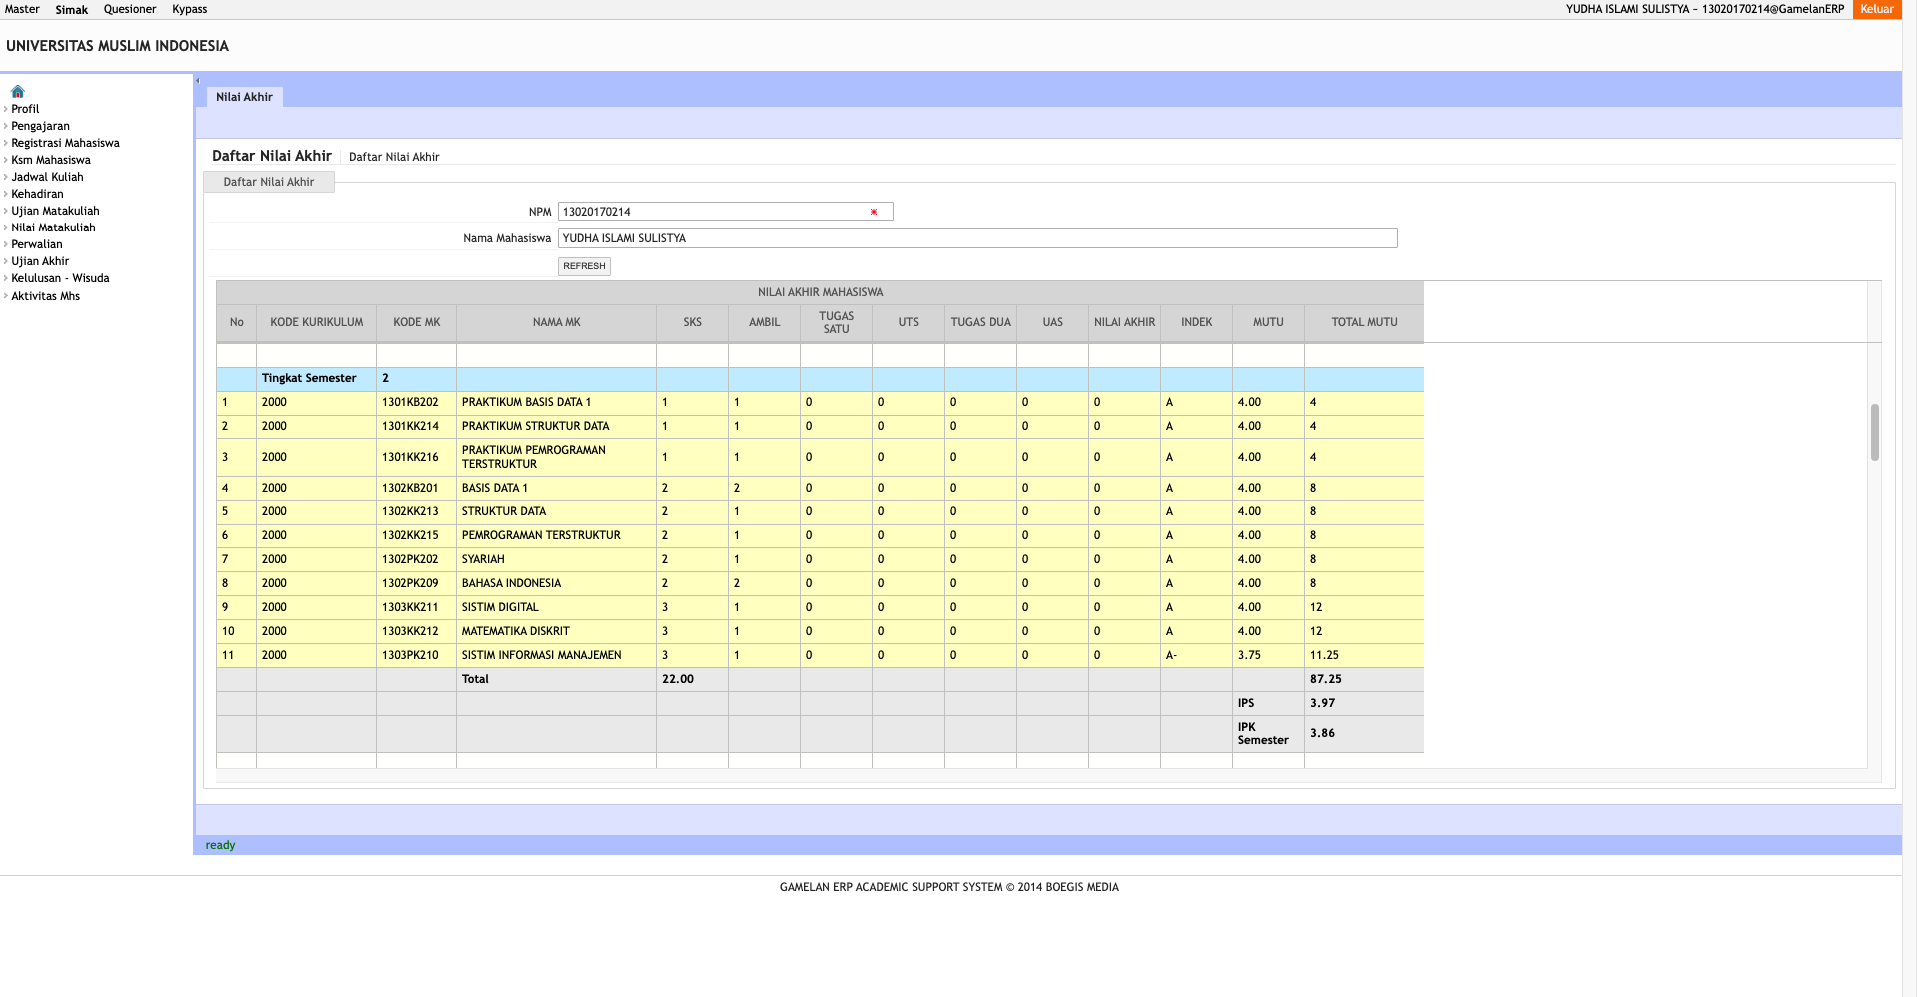 Master Simak Quesioner Kypass YUDHA ISLAMI SULISTYA - 13020170214@GamelanERP Keluar
UNIVERSITAS MUSLIM INDONESIA
Profil
Pengajaran
Registrasi Mahasiswa
Ksm Mahasiswa
Jadwal Kuliah
Kehadiran
Ujian Matakuliah
Nilai Matakuliah
Perwalian
Ujian Akhir
Kelulusan - Wisuda
Aktivitas Mhs
Nilai Akhir
Daftar Nilai Akhir Daftar Nilai Akhir
Daftar Nilai Akhir
NPM 13020170214
Nama Mahasiswa YUDHA ISLAMI SULISTYA
REFRESH
NILAI AKHIR MAHASISWA
No KODE KURIKULUM KODE MK NAMA MK SKS AMBIL TUGAS SATU UTS TUGAS DUA UAS NILAI AKHIR INDEK MUTU TOTAL MUTU
Tingkat Semester 2
1 2000 1301KB202 PRAKTIKUM BASIS DATA 1 1 1 0 0 0 0 0 A 4.00 4
2 2000 1301KK214 PRAKTIKUM STRUKTUR DATA 1 1 0 0 0 0 0 A 4.00 4
3 2000 1301KK216 PRAKTIKUM PEMROGRAMAN TERSTRUKTUR 1 1 0 0 0 0 0 A 4.00 4
4 2000 1302KB201 BASIS DATA 1 2 2 0 0 0 0 0 A 4.00 8
5 2000 1302KK213 STRUKTUR DATA 2 1 0 0 0 0 0 A 4.00 8
6 2000 1302KK215 PEMROGRAMAN TERSTRUKTUR 2 1 0 0 0 0 0 A 4.00 8
7 2000 1302PK202 SYARIAH 2 1 0 0 0 0 0 A 4.00 8
8 2000 1302PK209 BAHASA INDONESIA 2 2 0 0 0 0 0 A 4.00 8
9 2000 1303KK211 SISTIM DIGITAL 3 1 0 0 0 0 0 A 4.00 12
10 2000 1303KK212 MATEMATIKA DISKRIT 3 1 0 0 0 0 0 A 4.00 12
11 2000 1303PK210 SISTIM INFORMASI MANAJEMEN 3 1 0 0 0 0 0 A- 3.75 11.25
Total 22.00 87.25
IPS 3.97
IPK Semester 3.86
ready
GAMELAN ERP ACADEMIC SUPPORT SYSTEM © 2014 BOEGIS MEDIA